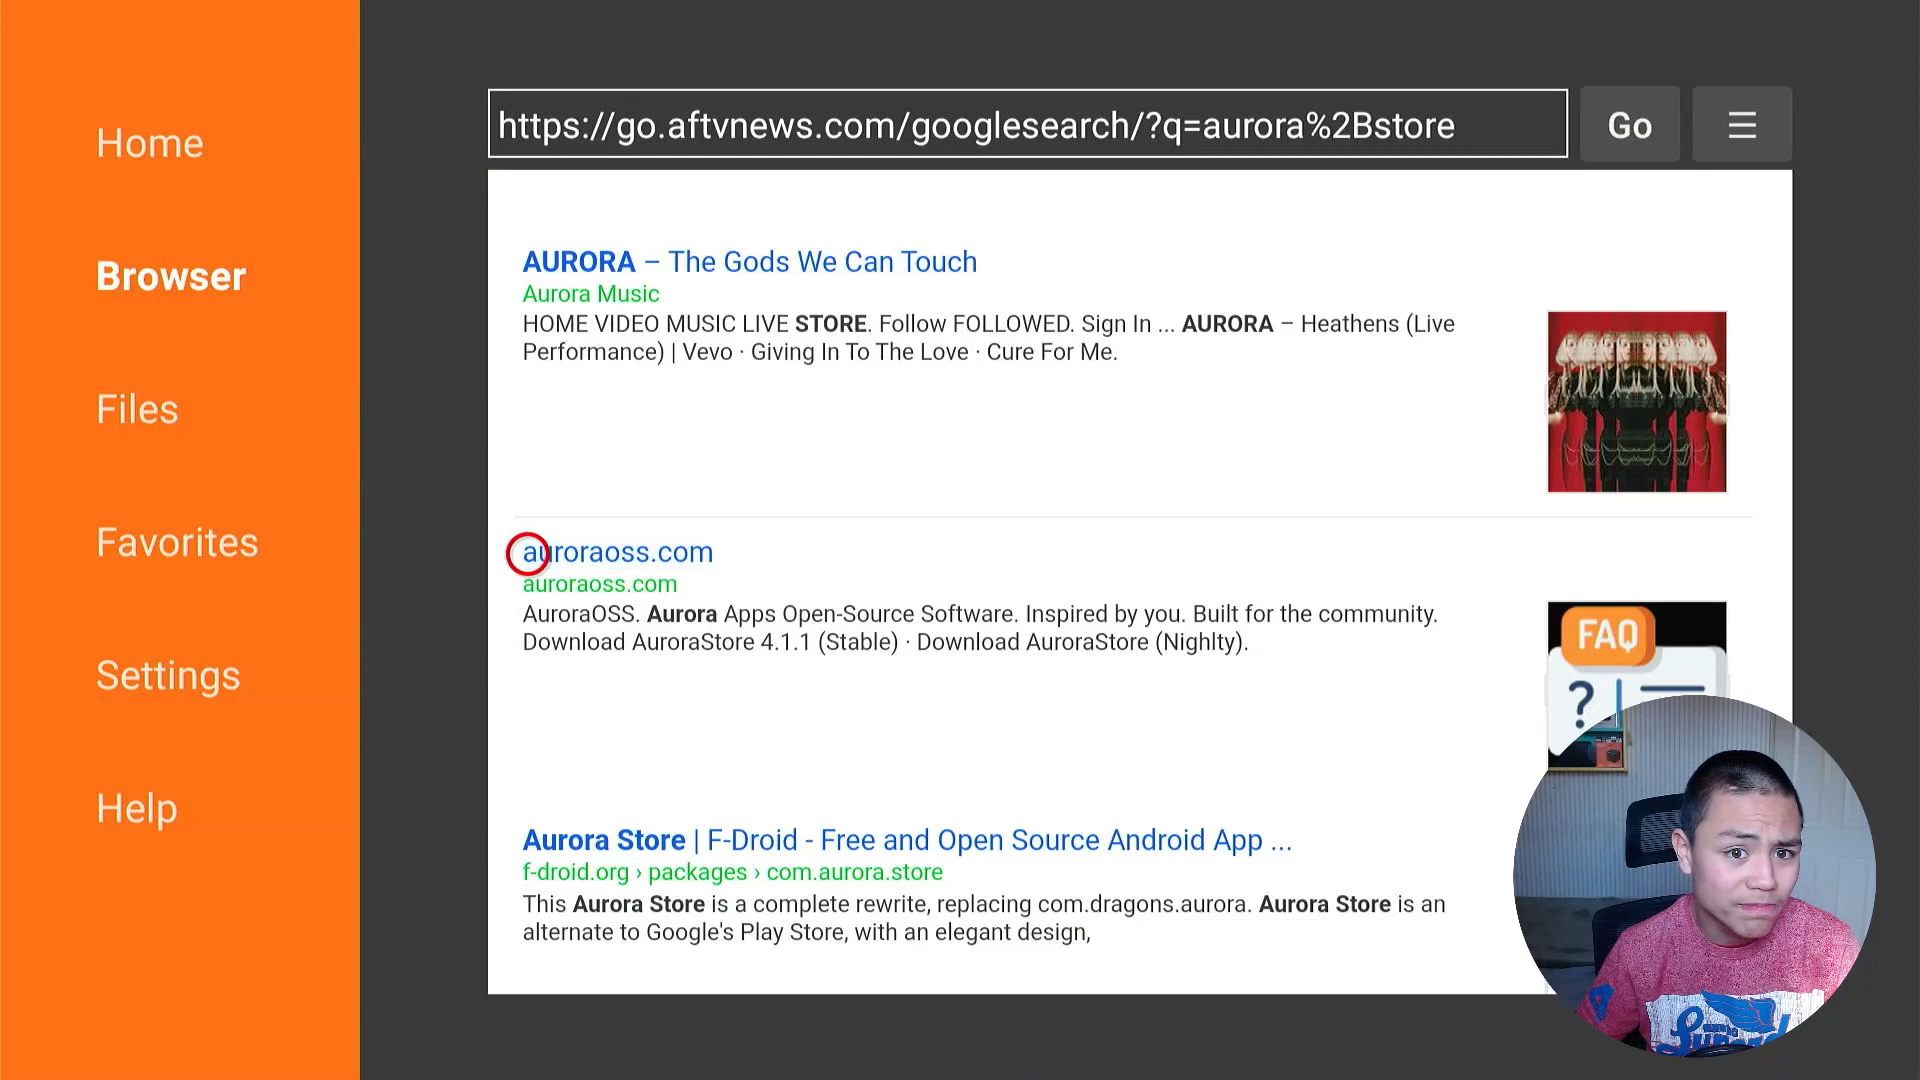 Home
Browser
Files
Favorites
Settings
Help
https://go.aftvnews.com/googlesearch/?q=aurora%2Bstore
Go
AURORA – The Gods We Can Touch
Aurora Music
HOME VIDEO MUSIC LIVE STORE. Follow FOLLOWED. Sign In ... AURORA – Heathens (Live
Performance) | Vevo · Giving In To The Love · Cure For Me.
auroraoss.com
auroraoss.com
AuroraOSS. Aurora Apps Open-Source Software. Inspired by you. Built for the community.
Download AuroraStore 4.1.1 (Stable) · Download AuroraStore (Nighlty).
FAQ
?
Aurora Store | F-Droid - Free and Open Source Android App ...
f-droid.org › packages › com.aurora.store
This Aurora Store is a complete rewrite, replacing com.dragons.aurora. Aurora Store is an
alternate to Google's Play Store, with an elegant design,